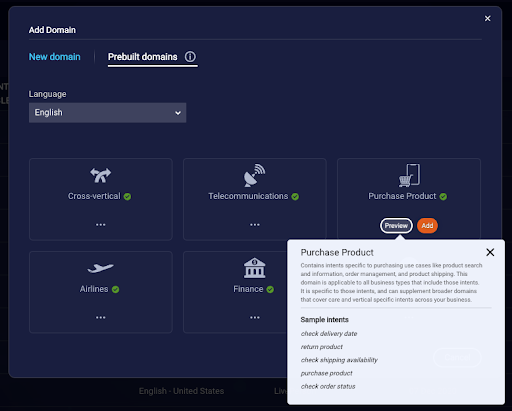 Add Domain
New domain
Prebuilt domains
Language
English
Cross-vertical
Telecommunications
Purchase Product
...
...
Preview
Add
Airlines
Finance
...
...
Purchase Product
Contains intents specific to purchasing use cases like product search
and information, order management, and product shipping. This
domain is applicable to all business types that include those intents.
It is specific to those intents, and can supplement broader domains
that cover care and vertical specific intents across your business.
Sample intents
check delivery date
return product
check shipping availability
purchase product
check order status
English - United States
Live